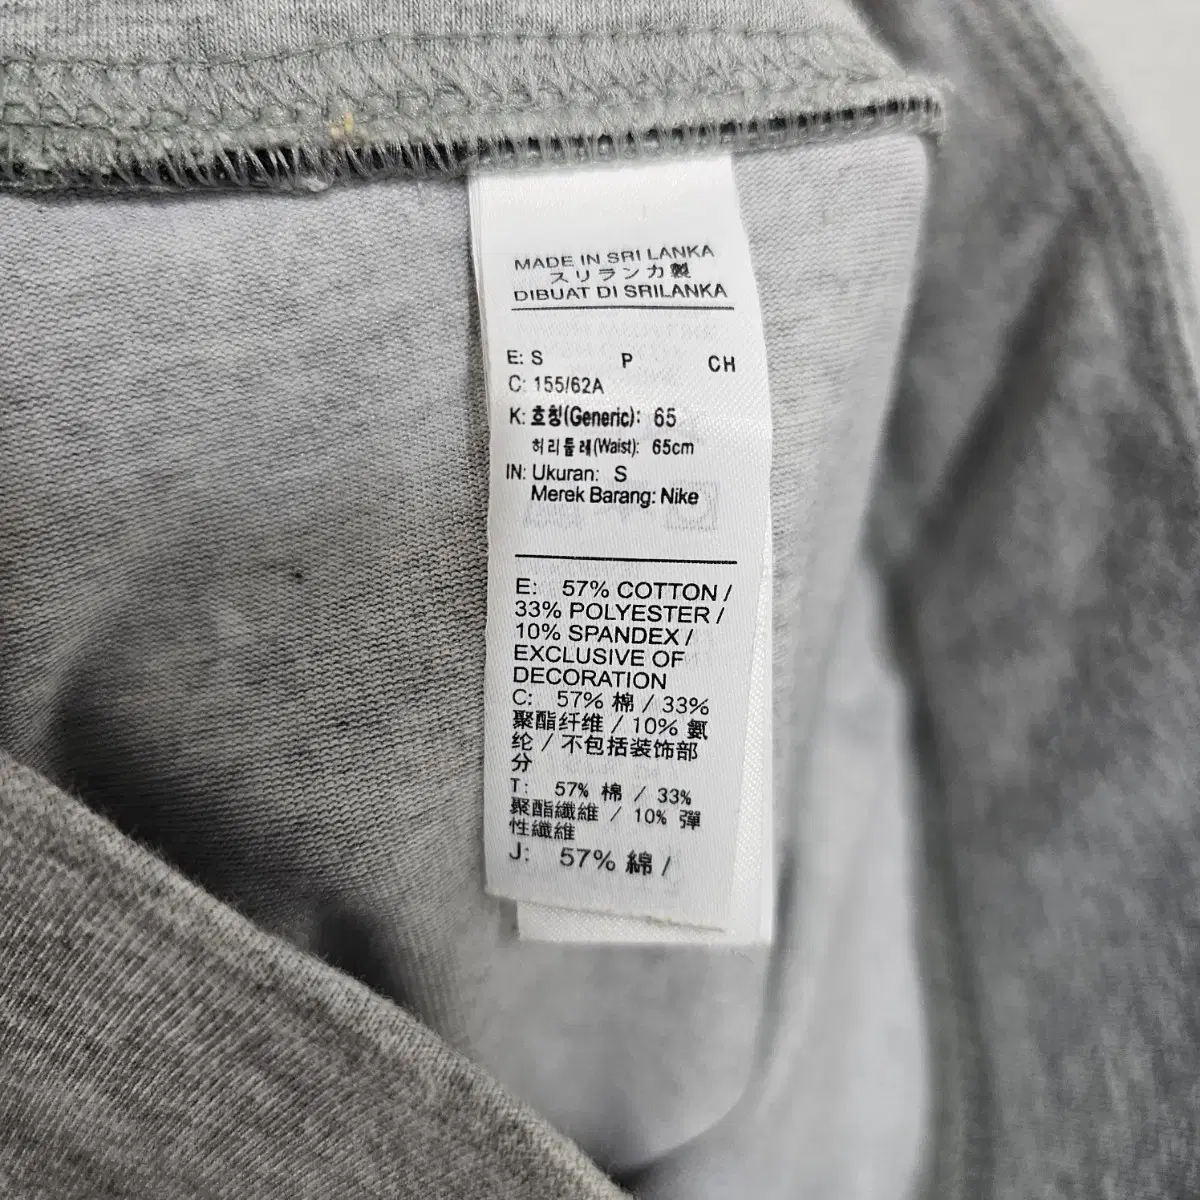 MADE IN SRI LANKA
スリランカ製
DIBUAT DI SRILANKA
E: S P CH
C: 155/62A
K: 호칭(Generic): 65
허리둘레(Waist): 65cm
IN: Ukuran: S
Merek Barang: Nike
E: 57% COTTON /
33% POLYESTER /
10% SPANDEX /
EXCLUSIVE OF
DECORATION
C: 57% 棉 / 33%
聚酯纤维 / 10% 氨
纶 / 不包括装饰部
分
T: 57% 棉 / 33%
聚酯纖維 / 10% 彈
性纖維
J: 57% 綿 /